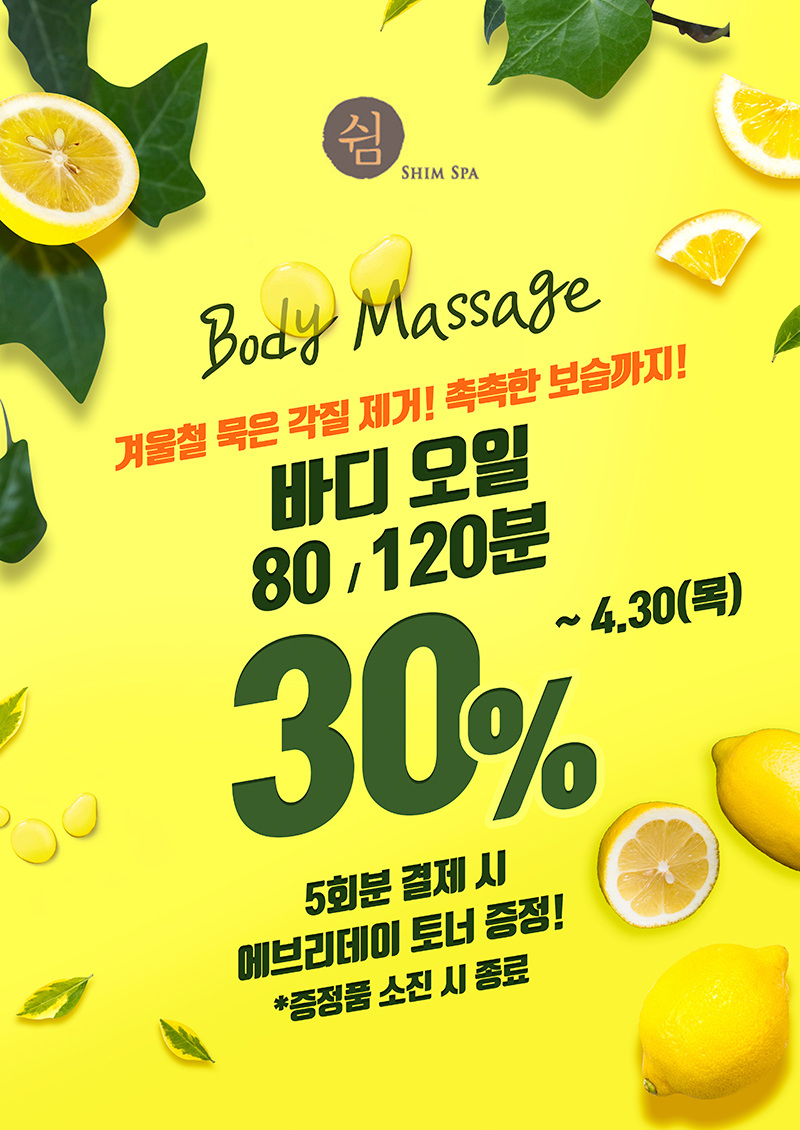 쉼
SHIM SPA
Body Massage
겨울철 묵은 각질 제거! 촉촉한 보습까지!
바디 오일
80 / 120분
~ 4.30(목)
30%
5회분 결제 시
에브리데이 토너 증정!
*증정품 소진 시 종료